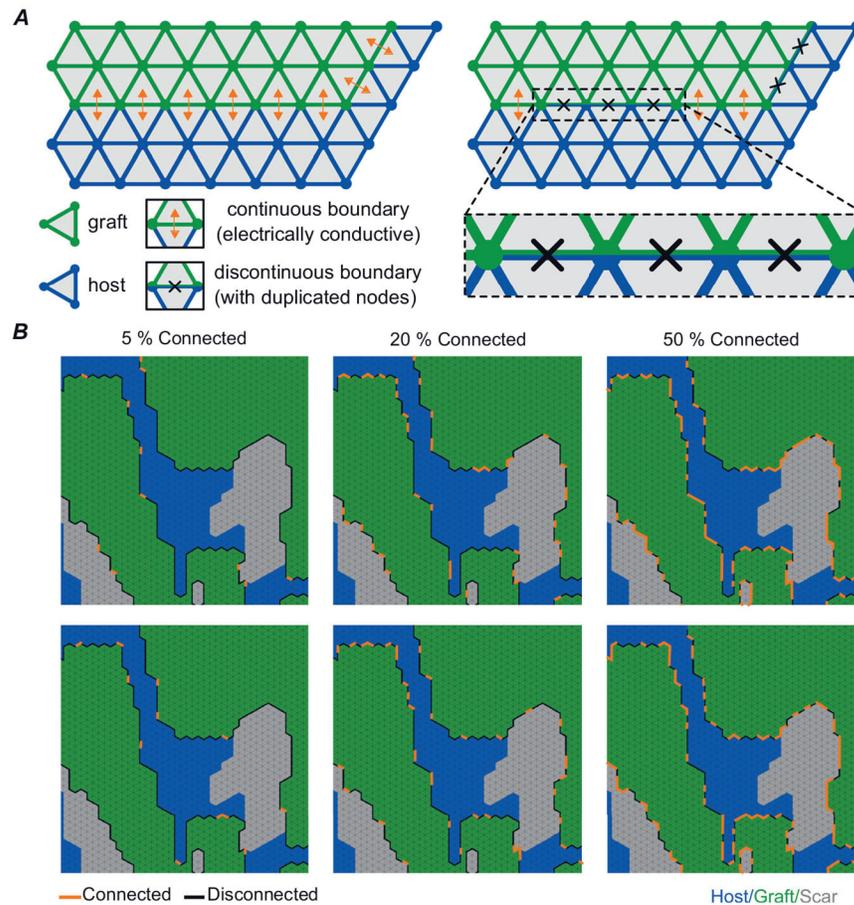 A
graft
continuous boundary
(electrically conductive)
host
discontinuous boundary
(with duplicated nodes)
B
5 % Connected
20 % Connected
50 % Connected
Connected
Disconnected
Host/Graft/Scar